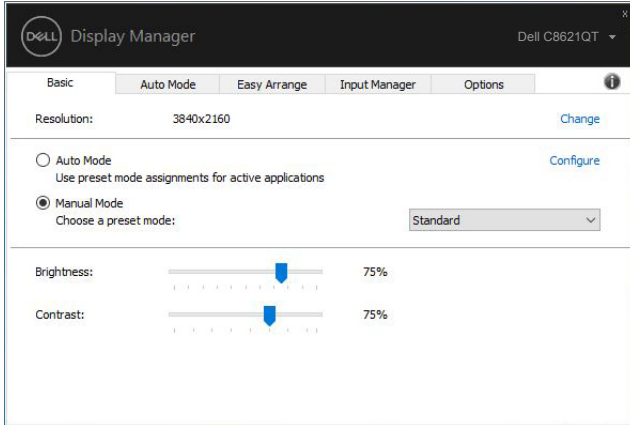 x
DELL Display Manager
Dell C8621QT
Basic Auto Mode Easy Arrange Input Manager Options i
Resolution: 3840x2160 Change
Auto Mode Configure
Use preset mode assignments for active applications
Manual Mode
Choose a preset mode: Standard
Brightness: 75%
Contrast: 75%